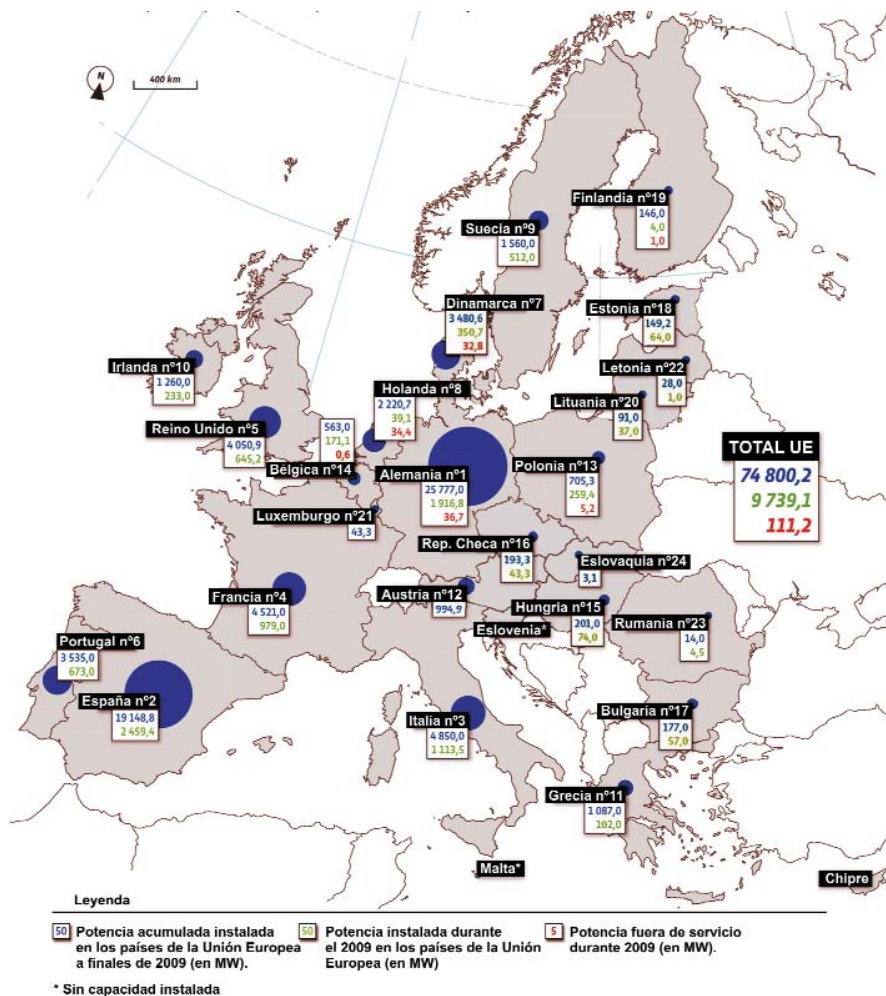 N
400 km
Finlandia nº19
146,0
4,0
1,0
Suecia nº9
1 560,0
512,0
Dinamarca nº7
3 480,6
350,7
32,8
Estonia nº18
149,2
64,0
Irlanda nº10
1 260,0
233,0
Letonia nº22
28,0
1,0
Holanda nº8
2 220,7
39,1
34,4
Lituania nº20
91,0
37,0
Reino Unido nº5
4 050,9
645,2
563,0
171,1
0,6
Bélgica nº14
Alemania nº1
25 777,0
1 916,8
36,7
Polonia nº13
705,3
259,4
5,2
TOTAL UE
74 800,2
9 739,1
111,2
Luxemburgo nº21
43,3
Rep. Checa nº16
193,3
43,3
Eslovaquia nº24
3,1
Francia nº4
4 521,0
979,0
Austria nº12
994,9
Hungria nº15
201,0
74,0
Eslovenia*
Rumania nº23
14,0
4,5
Portugal nº6
3 535,0
673,0
España nº2
19 148,8
2 459,4
Italia nº3
4 850,0
1 113,5
Bulgaria nº17
177,0
57,0
Grecia nº11
1 087,0
102,0
Malta*
Chipre
Leyenda
50 Potencia acumulada instalada
en los países de la Unión Europea
a finales de 2009 (en MW).
50 Potencia instalada durante
el 2009 en los países de la Unión
Europea (en MW)
5 Potencia fuera de servicio
durante 2009 (en MW).
* Sin capacidad instalada